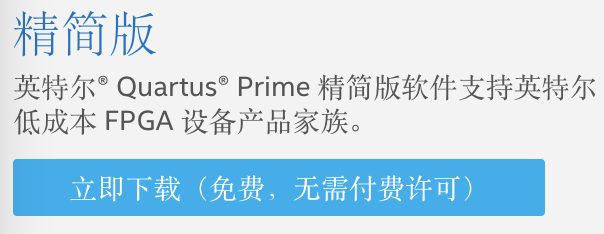 精简版
英特尔® Quartus® Prime 精简版软件支持英特尔
低成本 FPGA 设备产品家族。
立即下载（免费，无需付费许可）